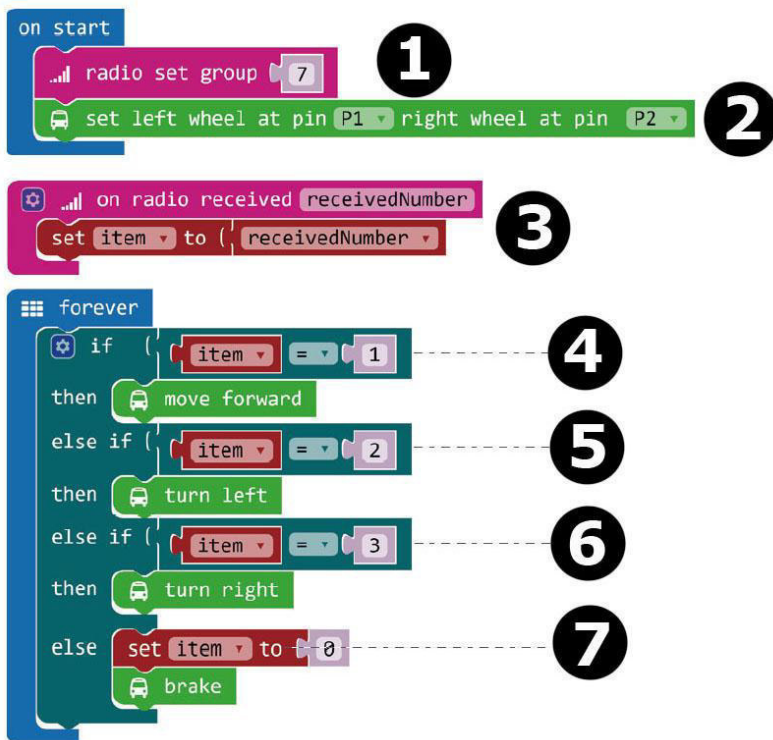 on start
radio set group 7
1
set left wheel at pin P1 right wheel at pin P2
2
on radio received receivedNumber
set item to ( receivedNumber
3
forever
if ( item = 1
4
then move forward
else if ( item = 2
5
then turn left
else if ( item = 3
6
then turn right
else set item to 0
7
brake